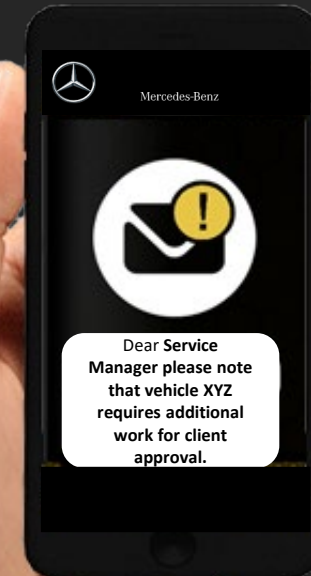 Mercedes-Benz
!
Dear Service
Manager please note
that vehicle XYZ
requires additional
work for client
approval.